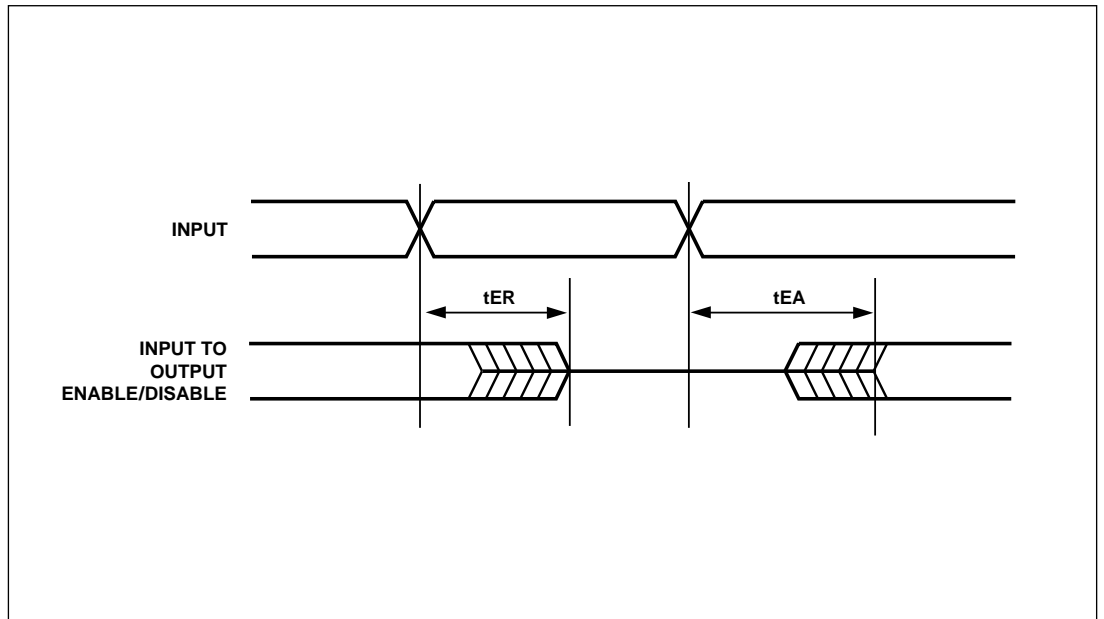 INPUT
tER
tEA
INPUT TO
OUTPUT
ENABLE/DISABLE